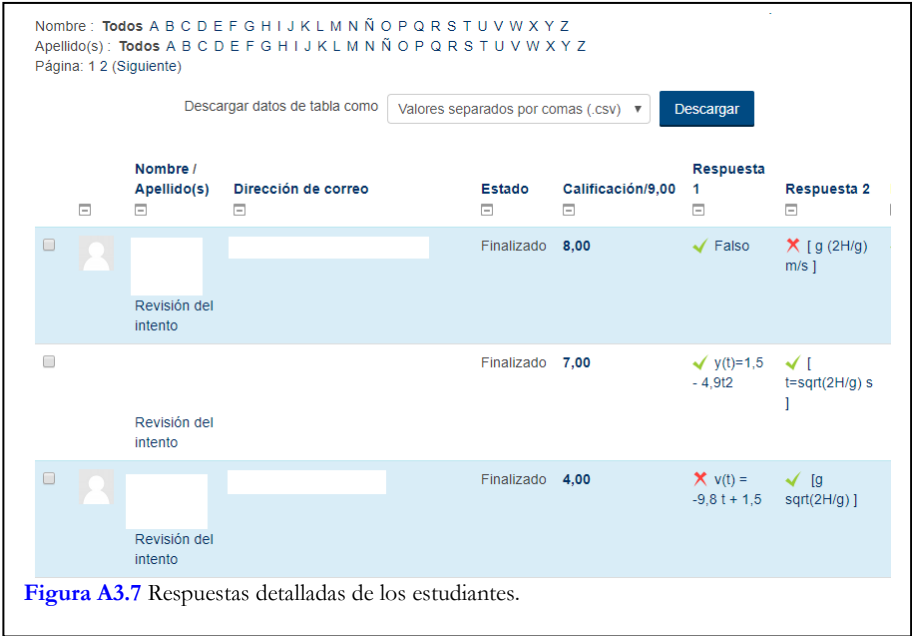 Nombre : Todos A B C D E F G H I J K L M N Ñ O P Q R S T U V W X Y Z
Apellido(s) : Todos A B C D E F G H I J K L M N Ñ O P Q R S T U V W X Y Z
Página: 1 2 (Siguiente)
Descargar datos de tabla como Valores separados por comas (.csv) Descargar
Nombre / Respuesta
Apellido(s) Dirección de correo Estado Calificación/9,00 1 Respuesta 2
Finalizado 8,00 Falso [ g (2H/g)
m/s ]
Revisión del
intento
Finalizado 7,00 y(t)=1,5 [
- 4,9t2 t=sqrt(2H/g) s
]
Revisión del
intento
Finalizado 4,00 v(t) = [g
-9,8 t + 1,5 sqrt(2H/g) ]
Revisión del
intento
Figura A3.7 Respuestas detalladas de los estudiantes.